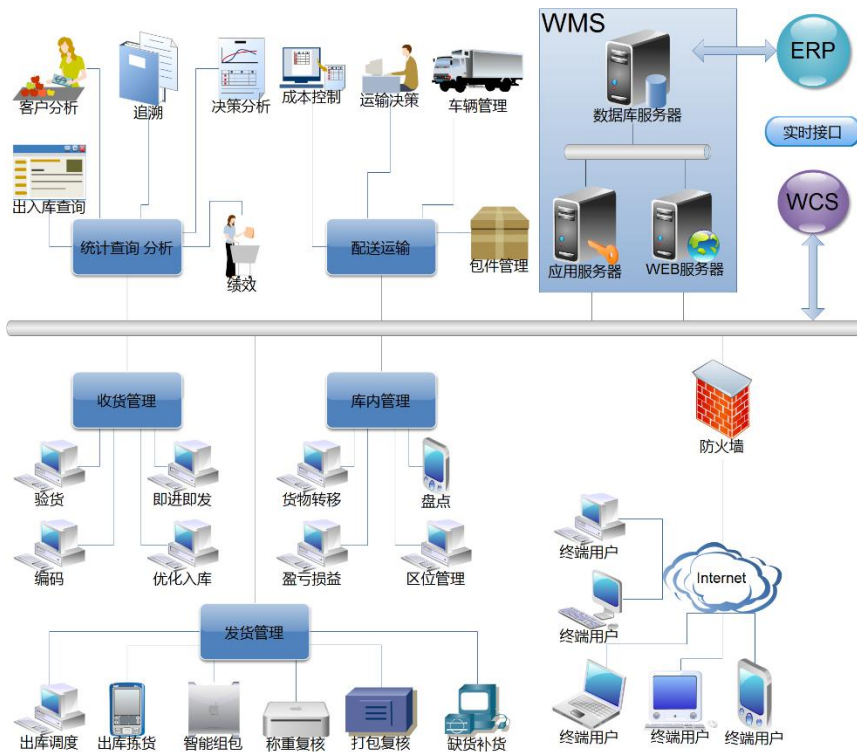 WMS
ERP
客户分析
追溯
决策分析
成本控制
运输决策
车辆管理
数据库服务器
实时接口
出入库查询
WCS
统计查询 分析
配送运输
绩效
包件管理
应用服务器
WEB服务器
收货管理
库内管理
防火墙
验货
即进即发
货物转移
盘点
编码
优化入库
盈亏损益
区位管理
终端用户
Internet
终端用户
发货管理
出库调度
出库拣货
智能组包
称重复核
打包复核
缺货补货
终端用户
终端用户
终端用户